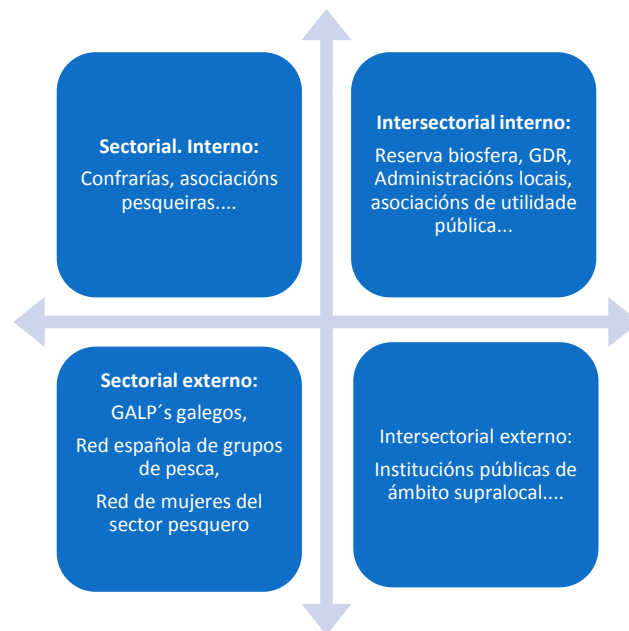 Sectorial. Interno:
Confrarías, asociacións
pesqueiras....
Intersectorial interno:
Reserva biosfera, GDR,
Administracións locais,
asociacións de utilidade
pública...
Sectorial externo:
GALP´s galegos,
Red española de grupos
de pesca,
Red de mujeres del
sector pesquero
Intersectorial externo:
Institucións públicas de
ámbito supralocal....